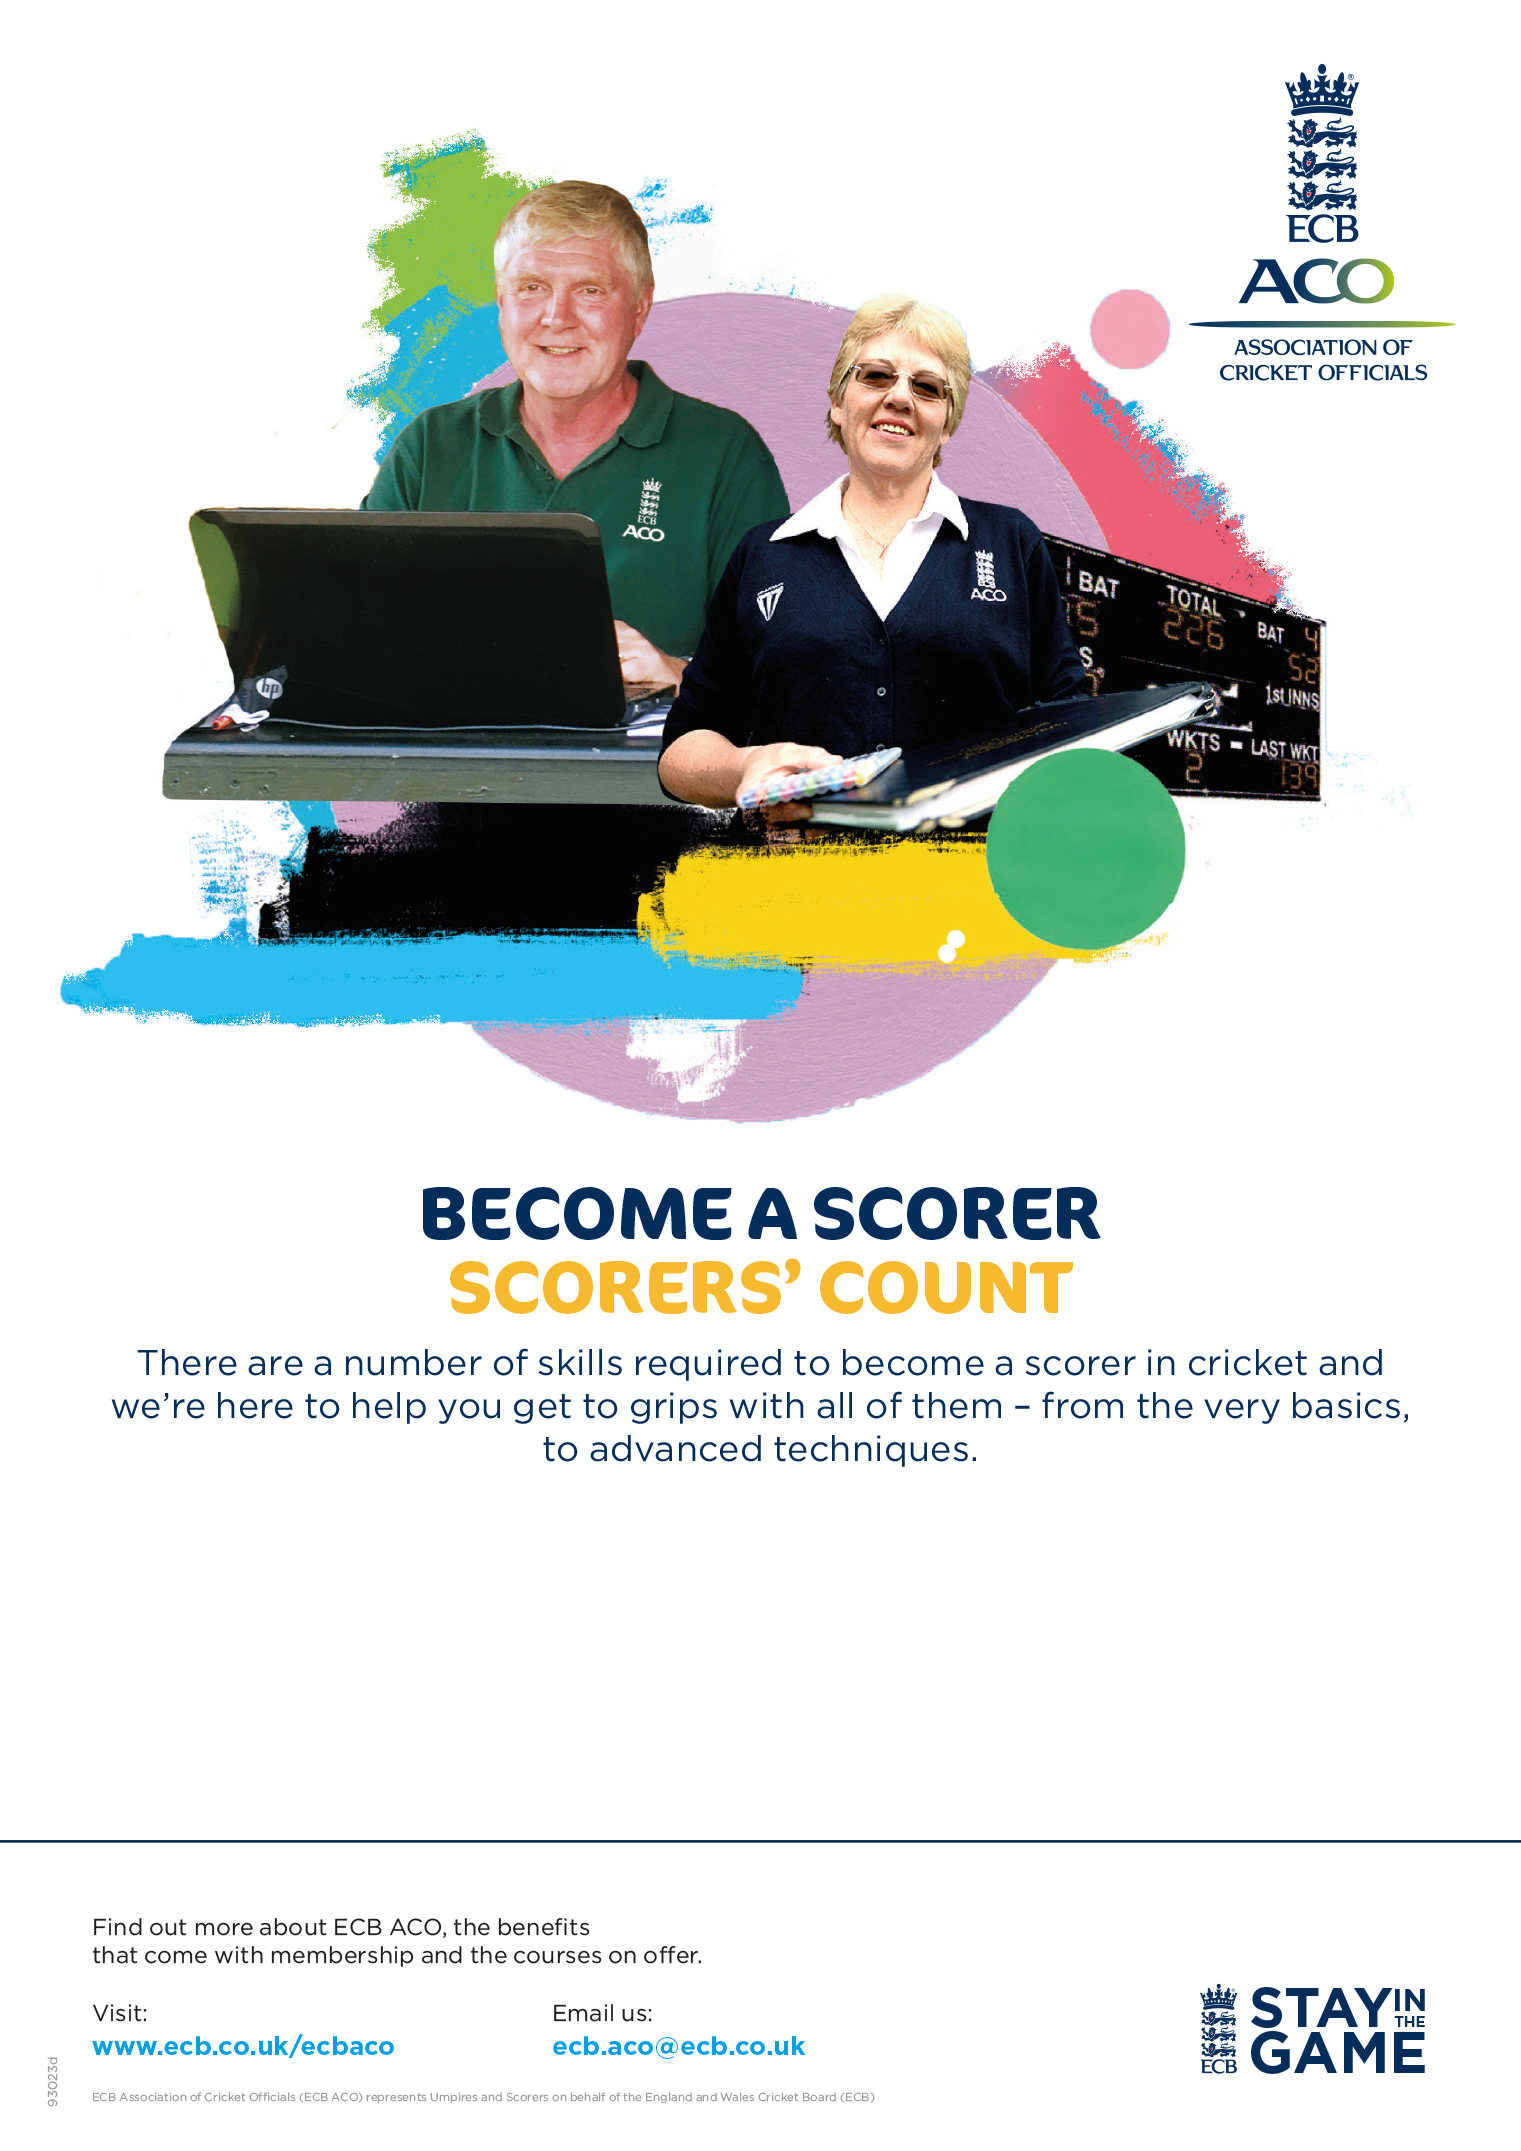 ECB
ACO
ASSOCIATION OF
CRICKET OFFICIALS
ECB
ACO
ACO
hp
BAT
TOTAL
226
BAT 4
52
1st INNS
WKTS - LAST WKT
2 139
BECOME A SCORER
SCORERS’ COUNT
There are a number of skills required to become a scorer in cricket and
we’re here to help you get to grips with all of them – from the very basics,
to advanced techniques.
Find out more about ECB ACO, the benefits
that come with membership and the courses on offer.
Visit:
www.ecb.co.uk/ecbaco
Email us:
ecb.aco@ecb.co.uk
ECB
STAY IN THE
GAME
93023d
ECB Association of Cricket Officials (ECB ACO) represents Umpires and Scorers on behalf of the England and Wales Cricket Board (ECB)